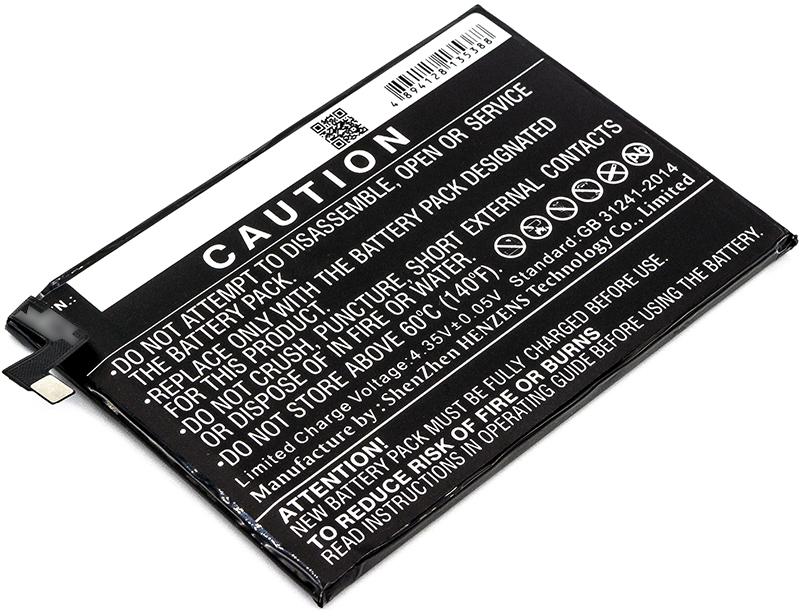 4894128135388
CAUTION
•DO NOT ATTEMPT TO DISASSEMBLE, OPEN OR SERVICE
THE BATTERY PACK.
•REPLACE ONLY WITH THE BATTERY PACK DESIGNATED
FOR THIS PRODUCT.
•DO NOT CRUSH, PUNCTURE, SHORT EXTERNAL CONTACTS
OR DISPOSE OF IN FIRE OR WATER.
•DO NOT STORE ABOVE 60°C (140°F)
Limited Charge Voltage:4.35V±0.05V Standard:GB 31241-2014
Manufacture by:ShenZhen HENZENS Technology Co., Limited
ATTENTION!
NEW BATTERY PACK MUST BE FULLY CHARGED BEFORE USE.
TO REDUCE RISK OF FIRE OR BURNS
READ INSTRUCTION IN OPERATING GUIDE BEFORE USING THE BATTERY.